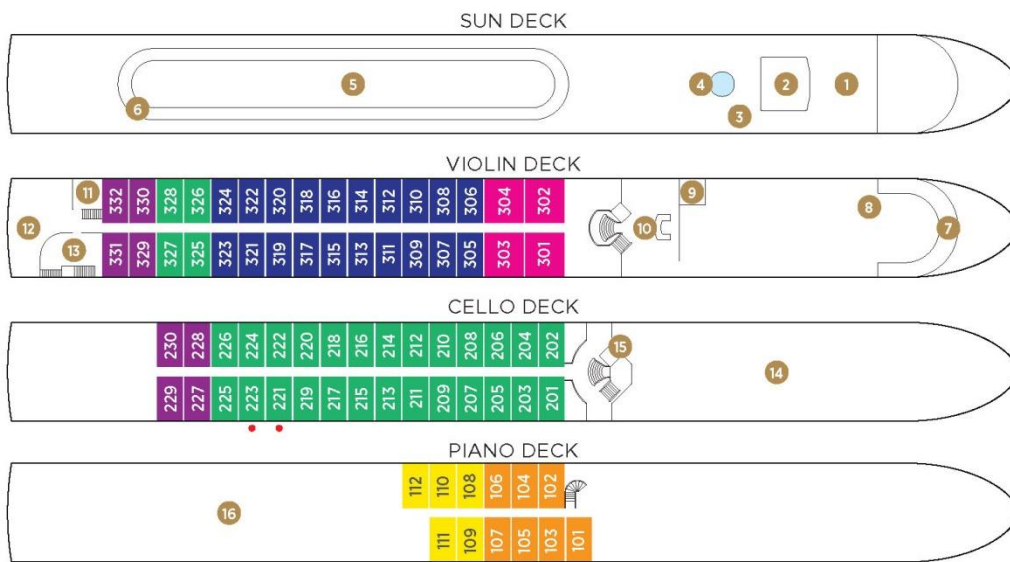 SUN DECK
6 5 4 3 2 1
VIOLIN DECK
11 332 330 328 326 324 322 320 318 316 314 312 310 308 306 304 302 9
12 10 8 7
13 331 329 327 325 323 321 319 317 315 313 311 309 307 305 303 301
CELLO DECK
230 228 226 224 222 220 218 216 214 212 210 208 206 204 202 15
14
229 227 225 223 221 219 217 215 213 211 209 207 205 203 201
PIANO DECK
112 110 108 106 104 102
16
111 109 107 105 103 101